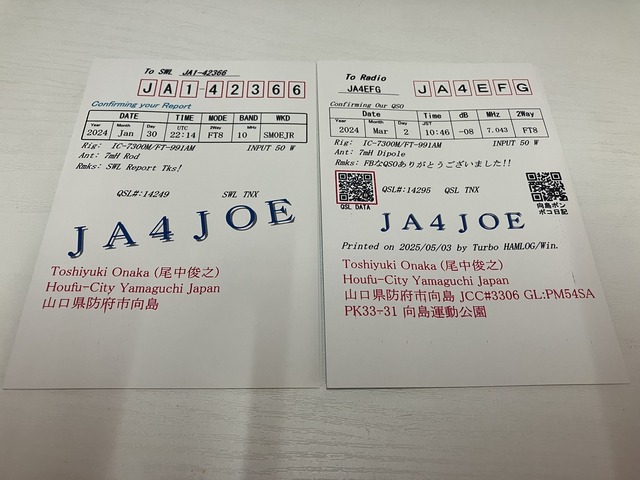 To SWL JA1-42366
JA1-42366
Confirming your Report
DATE TIME MODE BAND WKD
Year Month Day UTC 2Way MHz
2024 Jan 30 22:14 FT8 10 SM0EJR
Rig: IC-7300M/FT-991AM INPUT 50 W
Ant: 7mH Rod
Rmks: SWL Report Tks!
QSL#:14249 SWL TNX
JA4JOE
Toshiyuki Onaka (尾中俊之)
Houfu-City Yamaguchi Japan
山口県防府市向島
To Radio
JA4EFG JA4EFG
Confirming Our QSO
Date Time dB MHz 2Way
Year Month Day JST
2024 Mar 2 10:46 -08 7.043 FT8
Rig: IC-7300M/FT-991AM INPUT 50 W
Ant: 7mH Dipole
Rmks: FBなQSOありがとうございました!!
QSL#:14295 QSL TNX
QSL DATA
向島ポン
ポコ日記
JA4JOE
Printed on 2025/05/03 by Turbo HAMLOG/Win.
Toshiyuki Onaka (尾中俊之)
Houfu-City Yamaguchi Japan
山口県防府市向島 JCC#3306 GL:PM54SA
PK33-31 向島運動公園